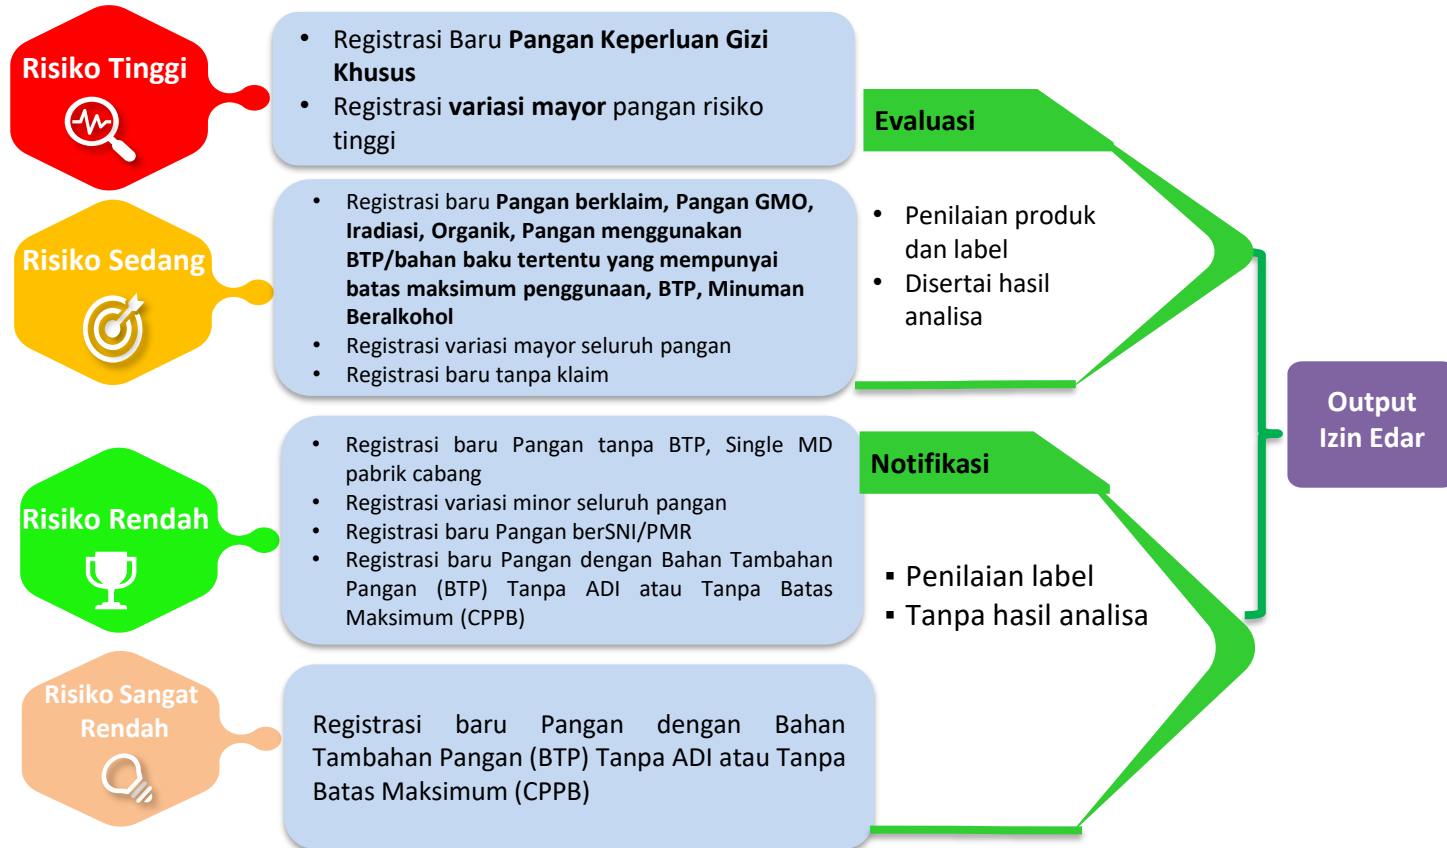 Risiko Tinggi
• Registrasi Baru Pangan Keperluan Gizi
Khusus
• Registrasi variasi mayor pangan risiko
tinggi
Risiko Sedang
• Registrasi baru Pangan berklaim, Pangan GMO,
Iradiasi, Organik, Pangan menggunakan
BTP/bahan baku tertentu yang mempunyai
batas maksimum penggunaan, BTP, Minuman
Beralkohol
• Registrasi variasi mayor seluruh pangan
• Registrasi baru tanpa klaim
Evaluasi
• Penilaian produk
dan label
• Disertai hasil
analisa
Risiko Rendah
• Registrasi baru Pangan tanpa BTP, Single MD
pabrik cabang
• Registrasi variasi minor seluruh pangan
• Registrasi baru Pangan berSNI/PMR
• Registrasi baru Pangan dengan Bahan Tambahan
Pangan (BTP) Tanpa ADI atau Tanpa Batas
Maksimum (CPPB)
Risiko Sangat
Rendah
Registrasi baru Pangan dengan Bahan
Tambahan Pangan (BTP) Tanpa ADI atau Tanpa
Batas Maksimum (CPPB)
Notifikasi
▪ Penilaian label
▪ Tanpa hasil analisa
Output
Izin Edar